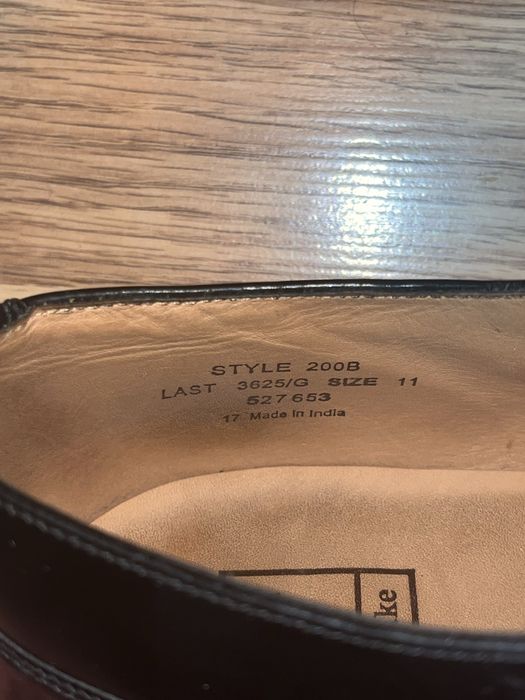 STYLE 200B
LAST 3625/G SIZE 11
527653
17 Made in India
ke